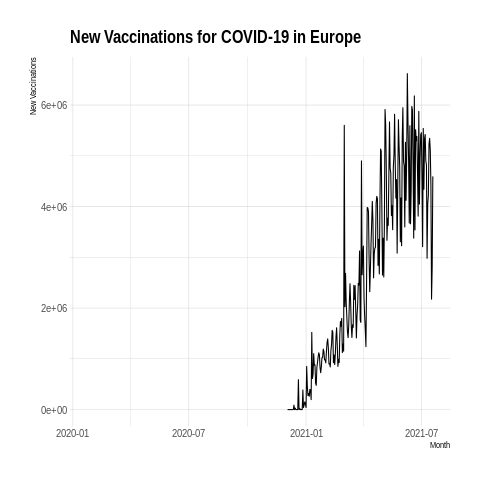 New Vaccinations for COVID-19 in Europe
New Vaccinations
6e+06
4e+06
2e+06
0e+00
2020-01
2020-07
2021-01
2021-07
Month